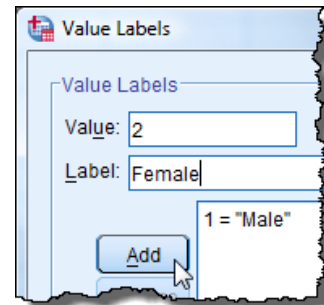 Value Labels
Value Labels
Value: 2
Label: Female
1 = "Male"
Add